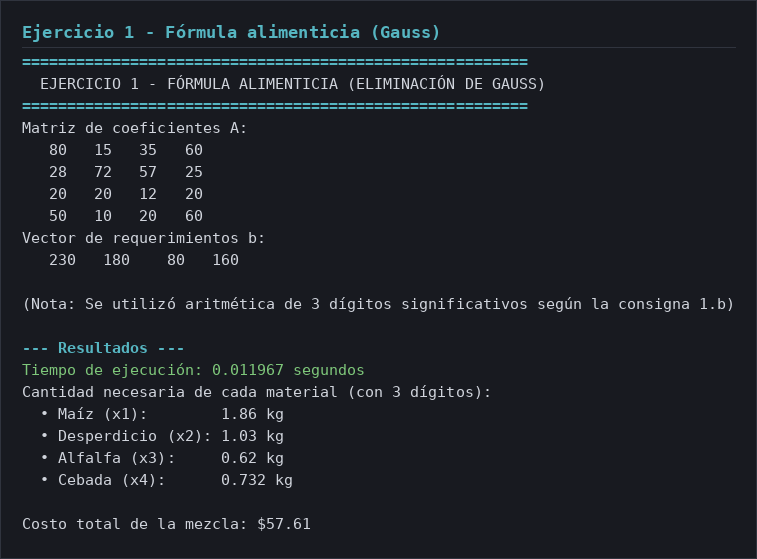 Ejercicio 1 - Fórmula alimenticia (Gauss)
========================================================
  EJERCICIO 1 - FÓRMULA ALIMENTICIA (ELIMINACIÓN DE GAUSS)
========================================================
Matriz de coeficientes A:
   80   15   35   60
   28   72   57   25
   20   20   12   20
   50   10   20   60
Vector de requerimientos b:
   230   180    80   160
(Nota: Se utilizó aritmética de 3 dígitos significativos según la consigna 1.b)
--- Resultados ---
Tiempo de ejecución: 0.011967 segundos
Cantidad necesaria de cada material (con 3 dígitos):
  • Maíz (x1):        1.86 kg
  • Desperdicio (x2): 1.03 kg
  • Alfalfa (x3):     0.62 kg
  • Cebada (x4):      0.732 kg
Costo total de la mezcla: $57.61